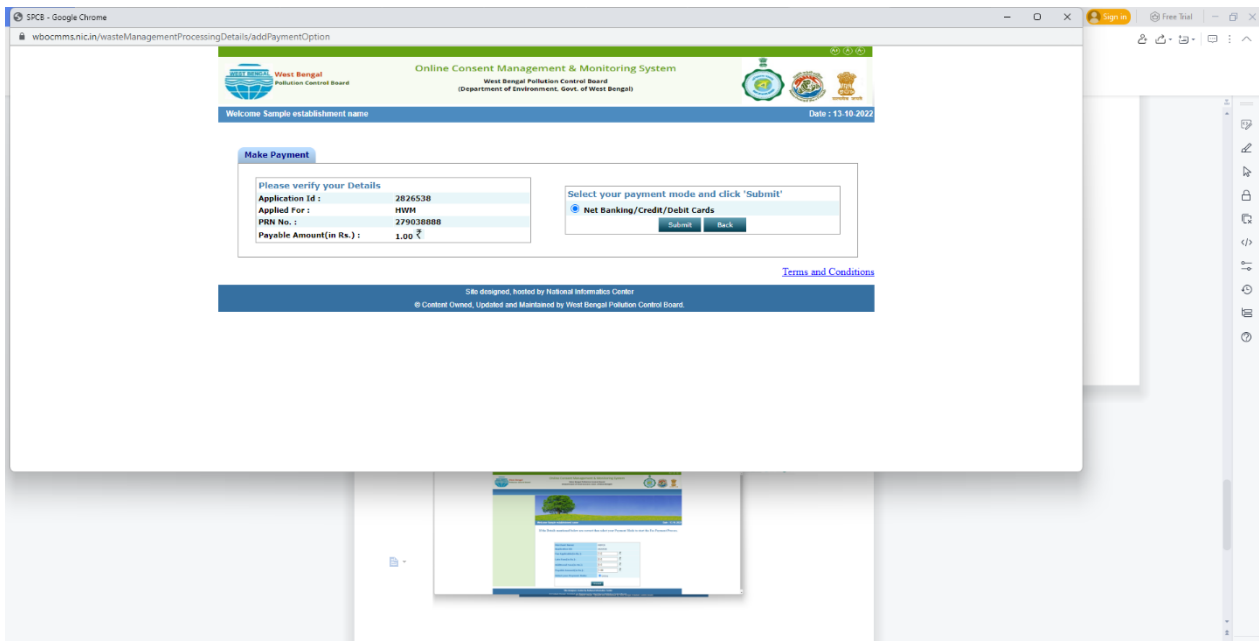 SPCB - Google Chrome
Sign in
Free Trial
wbocmms.nic.in/wasteManagementProcessingDetails/addPaymentOption
WEST BENGAL
West Bengal
Pollution Control Board
Online Consent Management & Monitoring System
West Bengal Pollution Control Board
(Department of Environment, Govt. of West Bengal)
Welcome Sample establishment name
Date : 13-10-2022
Make Payment
Please verify your Details
Application Id : 2826538
Applied For : HWM
PRN No. : 279038888
Payable Amount(in Rs.) : 1.00 ₹
Select your payment mode and click 'Submit'
Net Banking/Credit/Debit Cards
Submit Back
Terms and Conditions
Site designed, hosted by National Informatics Center
© Content Owned, Updated and Maintained by West Bengal Pollution Control Board.